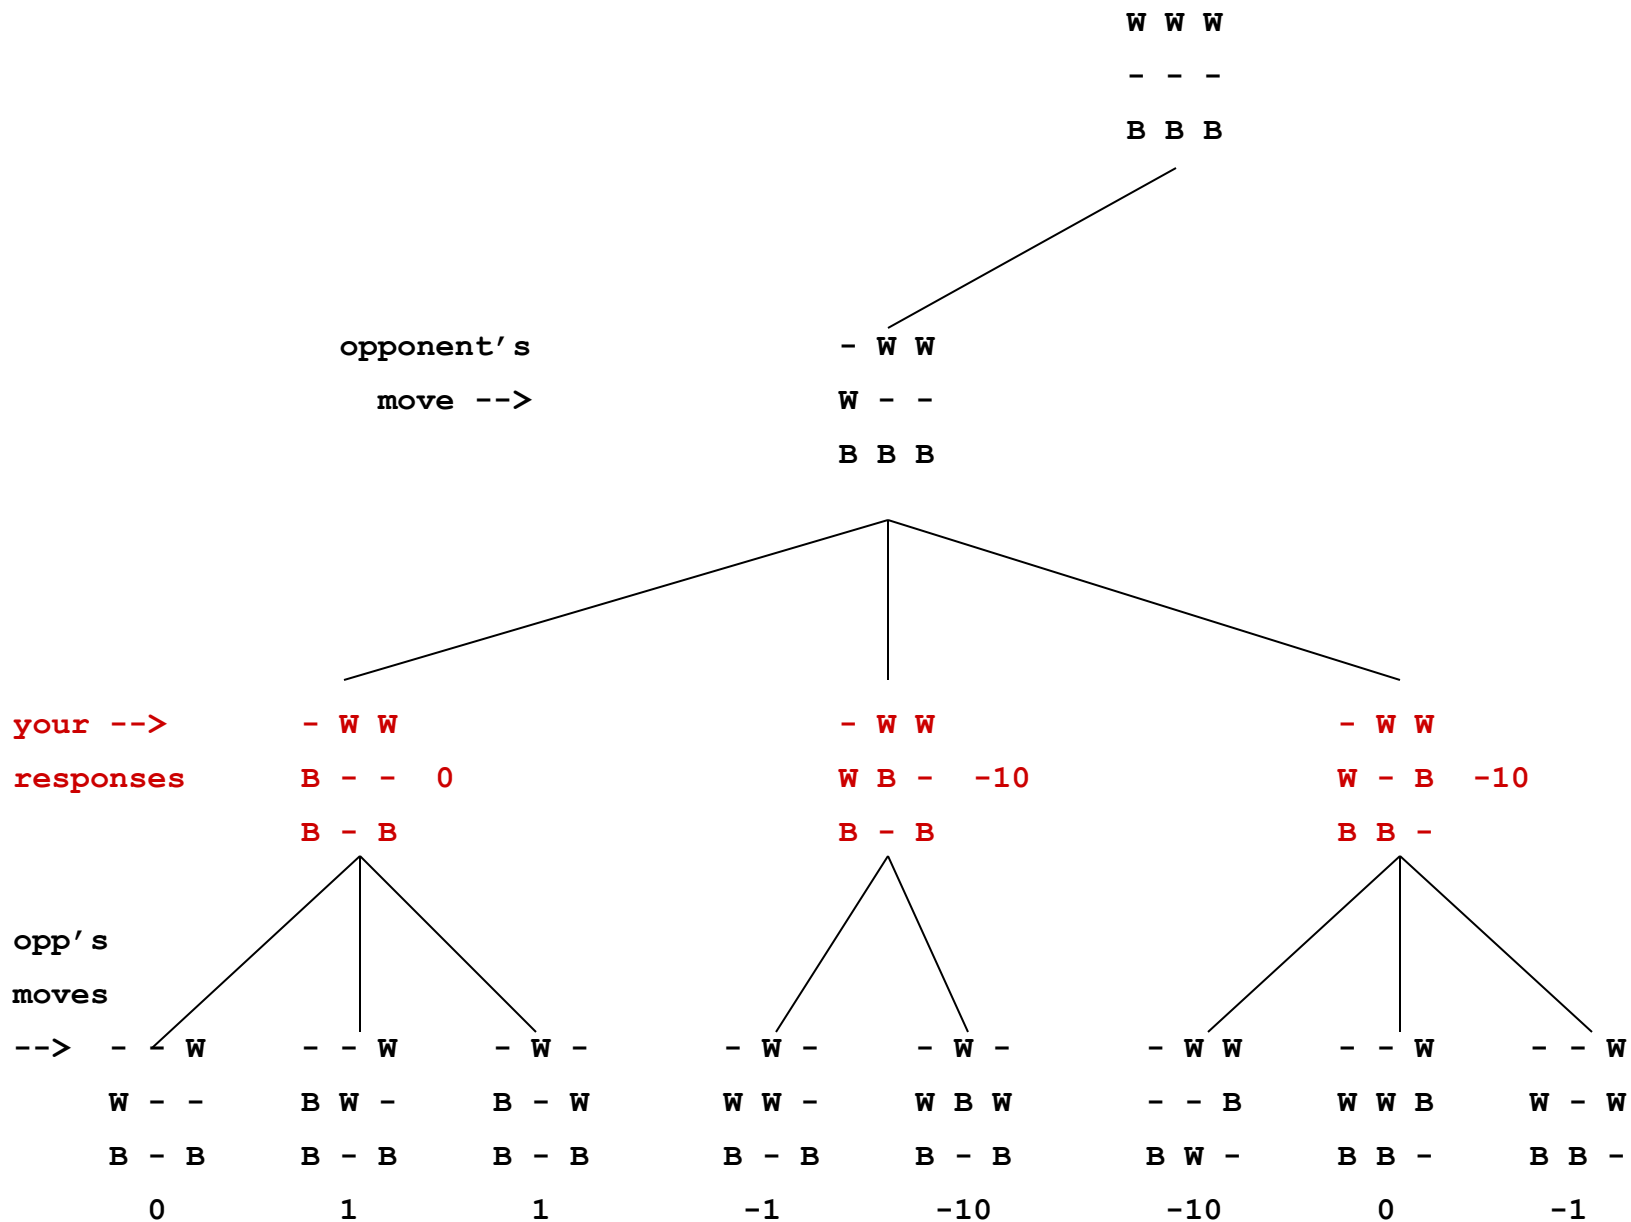 W W W
- - -
B B B
opponent's - W W
move --> W - -
B B B
your --> - W W - W W - W W
responses B - - 0 W B - -10 W - B -10
B - B B - B B B -
opp's
moves
--> - - W - - W - W - - W - - W - - W W - - W - - W
W - - B W - B - W W W - W B W - - B W W B W - W
B - B B - B B - B B - B B - B B W - B B - B B -
0 1 1 -1 -10 -10 0 -1